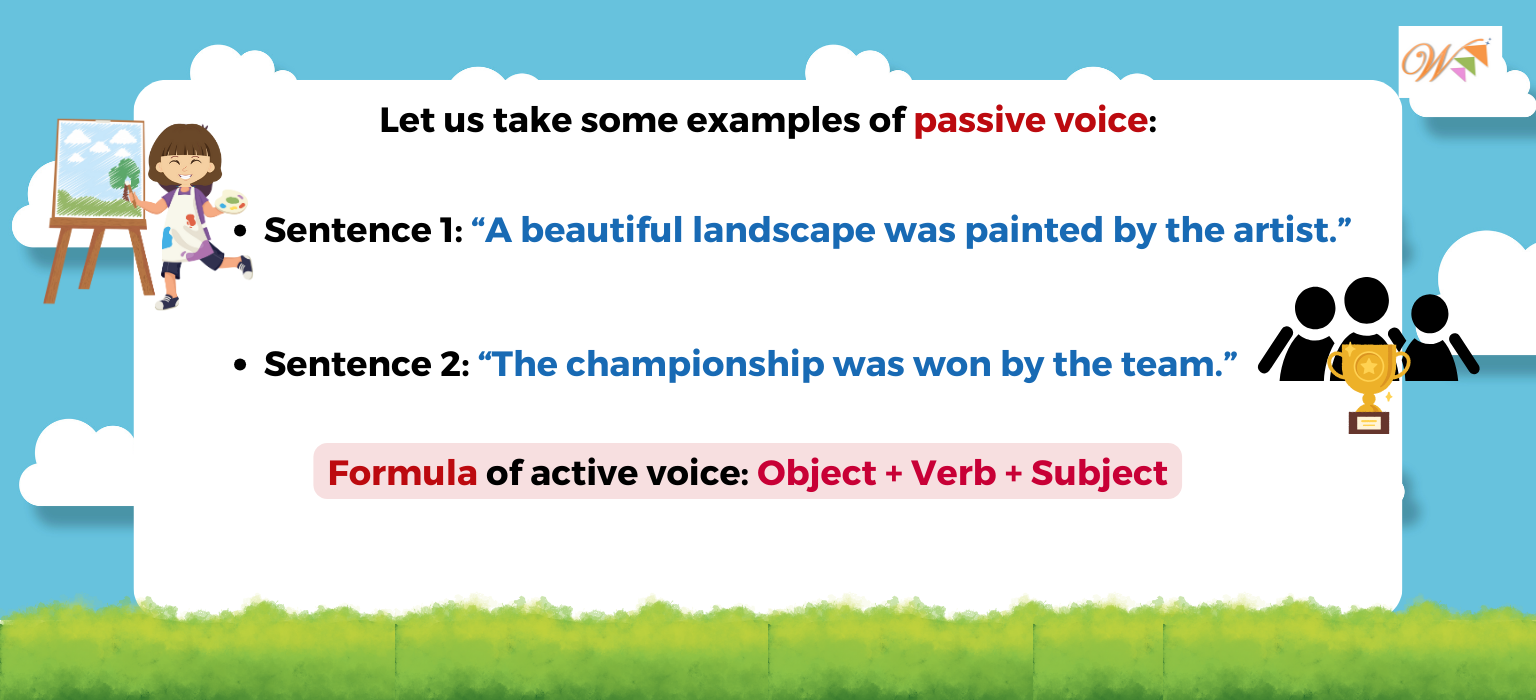 Let us take some examples of passive voice:
• Sentence 1: “A beautiful landscape was painted by the artist.”
• Sentence 2: “The championship was won by the team.”
Formula of active voice: Object + Verb + Subject
W